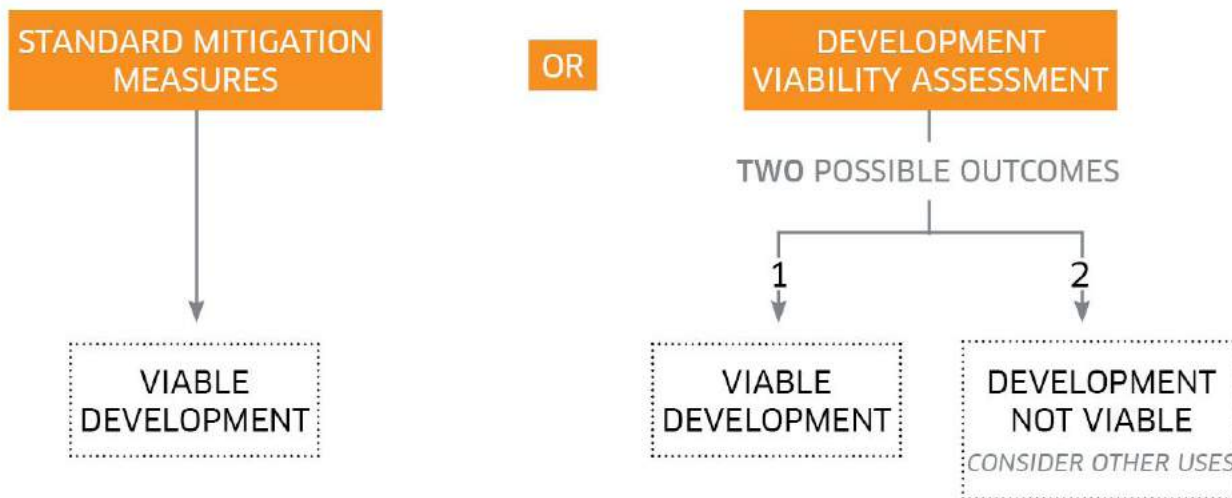 STANDARD MITIGATION
MEASURES
OR
DEVELOPMENT
VIABILITY ASSESSMENT
TWO POSSIBLE OUTCOMES
1
2
VIABLE
DEVELOPMENT
VIABLE
DEVELOPMENT
DEVELOPMENT
NOT VIABLE
CONSIDER OTHER USES